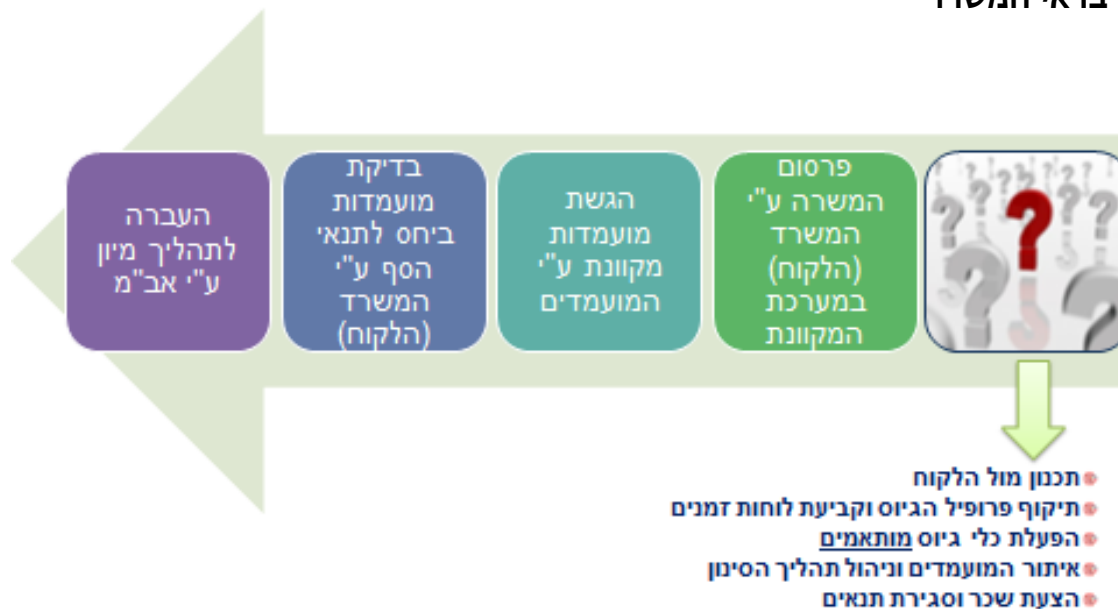 פרסום
המשרה ע"י
המשרד
(הלקוח)
במערכת
המקוונת
הגשת
מועמדות
מקוונת ע"י
המועמדים
בדיקת
מועמדות
ביחס לתנאי
הסף ע"י
המשרד
(הלקוח)
העברה
לתהליך מיון
ע"י אב"מ
תכנון מול הלקוח
תיקוף פרופיל הגיוס וקביעת לוחות זמנים
הפעלת כלי גיוס מותאמים
איתור המועמדים וניהול תהליך הסינון
הצעת שכר וסגירת תנאים